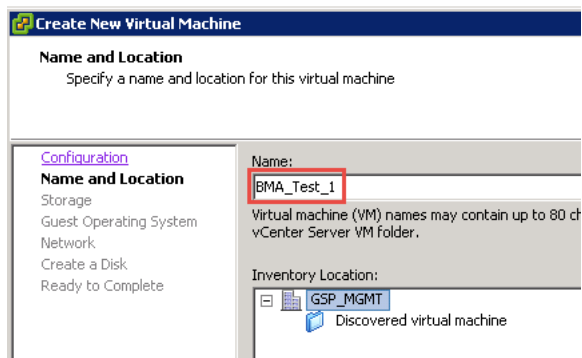 Create New Virtual Machine
Name and Location
Specify a name and location for this virtual machine
Configuration
Name and Location
Storage
Guest Operating System
Network
Create a Disk
Ready to Complete
Name:
BMA_Test_1
Virtual machine (VM) names may contain up to 80 ch
vCenter Server VM folder.
Inventory Location:
GSP_MGMT
Discovered virtual machine